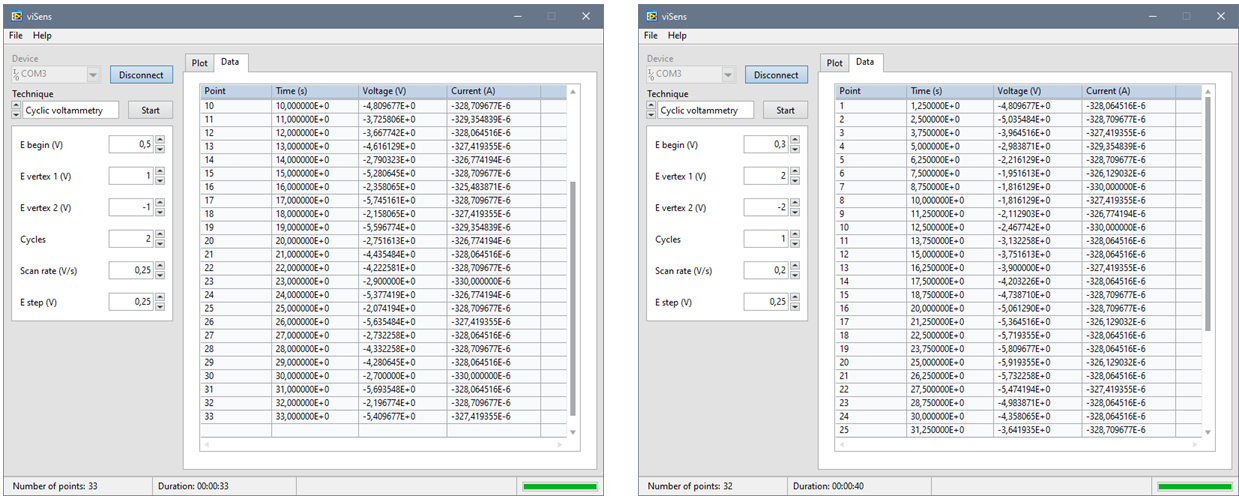 viSens
File Help
Device
COM3
Disconnect
Technique
Cyclic voltammetry
Start
E begin (V) 0,5
E vertex 1 (V) 1
E vertex 2 (V) -1
Cycles 2
Scan rate (V/s) 0,25
E step (V) 0,25
Plot Data
Point Time (s) Voltage (V) Current (A)
10 10,000000E+0 -4,809677E+0 -328,709677E-6
11 11,000000E+0 -3,725806E+0 -329,354839E-6
12 12,000000E+0 -3,667742E+0 -328,064516E-6
13 13,000000E+0 -4,616129E+0 -327,419355E-6
14 14,000000E+0 -2,790323E+0 -326,774194E-6
15 15,000000E+0 -5,280645E+0 -328,709677E-6
16 16,000000E+0 -2,358065E+0 -325,483871E-6
17 17,000000E+0 -5,745161E+0 -328,709677E-6
18 18,000000E+0 -2,158065E+0 -327,419355E-6
19 19,000000E+0 -5,596774E+0 -329,354839E-6
20 20,000000E+0 -2,751613E+0 -326,774194E-6
21 21,000000E+0 -4,435484E+0 -328,064516E-6
22 22,000000E+0 -4,222581E+0 -328,709677E-6
23 23,000000E+0 -2,900000E+0 -330,000000E-6
24 24,000000E+0 -5,377419E+0 -326,774194E-6
25 25,000000E+0 -2,074194E+0 -328,709677E-6
26 26,000000E+0 -5,635484E+0 -327,419355E-6
27 27,000000E+0 -2,732258E+0 -328,064516E-6
28 28,000000E+0 -4,332258E+0 -328,709677E-6
29 29,000000E+0 -4,280645E+0 -328,064516E-6
30 30,000000E+0 -2,700000E+0 -330,000000E-6
31 31,000000E+0 -5,693548E+0 -328,064516E-6
32 32,000000E+0 -2,196774E+0 -328,709677E-6
33 33,000000E+0 -5,409677E+0 -327,419355E-6
Number of points: 33 Duration: 00:00:33
viSens
File Help
Device
COM3
Disconnect
Technique
Cyclic voltammetry
Start
E begin (V) 0,3
E vertex 1 (V) 2
E vertex 2 (V) -2
Cycles 1
Scan rate (V/s) 0,2
E step (V) 0,25
Plot Data
Point Time (s) Voltage (V) Current (A)
1 1,250000E+0 -4,809677E+0 -328,064516E-6
2 2,500000E+0 -5,035484E+0 -328,709677E-6
3 3,750000E+0 -3,964516E+0 -327,419355E-6
4 5,000000E+0 -2,983871E+0 -329,354839E-6
5 6,250000E+0 -2,216129E+0 -328,709677E-6
6 7,500000E+0 -1,951613E+0 -326,129032E-6
7 8,750000E+0 -1,816129E+0 -330,000000E-6
8 10,000000E+0 -1,816129E+0 -327,419355E-6
9 11,250000E+0 -2,112903E+0 -326,774194E-6
10 12,500000E+0 -2,467742E+0 -330,000000E-6
11 13,750000E+0 -3,132258E+0 -328,064516E-6
12 15,000000E+0 -3,751613E+0 -328,064516E-6
13 16,250000E+0 -3,900000E+0 -327,419355E-6
14 17,500000E+0 -4,203226E+0 -328,064516E-6
15 18,750000E+0 -4,738710E+0 -328,064516E-6
16 20,000000E+0 -5,061290E+0 -328,709677E-6
17 21,250000E+0 -5,364516E+0 -326,129032E-6
18 22,500000E+0 -5,719355E+0 -328,064516E-6
19 23,750000E+0 -5,809677E+0 -328,709677E-6
20 25,000000E+0 -5,919355E+0 -326,129032E-6
21 26,250000E+0 -5,732258E+0 -328,064516E-6
22 27,500000E+0 -5,474194E+0 -327,419355E-6
23 28,750000E+0 -4,983871E+0 -328,064516E-6
24 30,000000E+0 -4,358065E+0 -328,064516E-6
25 31,250000E+0 -3,641935E+0 -328,709677E-6
Number of points: 32 Duration: 00:00:40